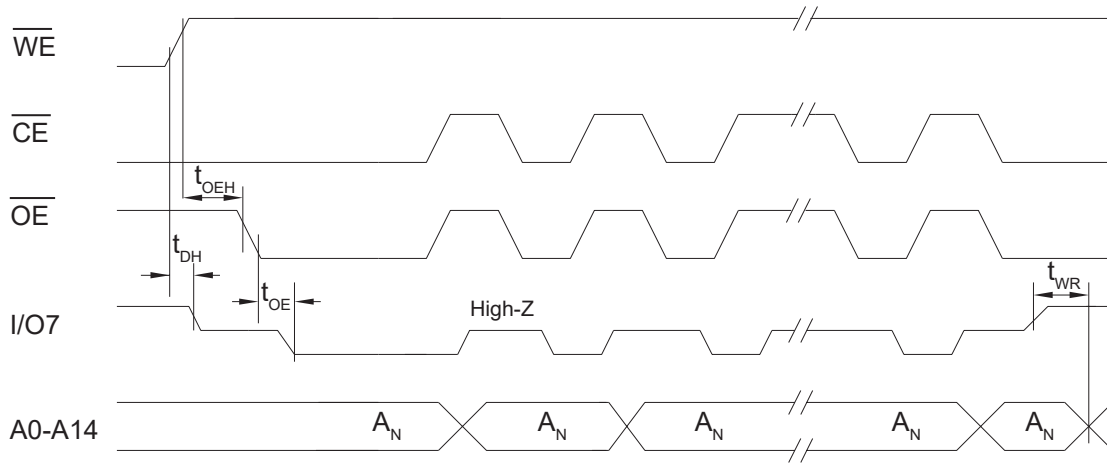 WE
CE
t_OEH
OE
t_DH
t_OE
t_WR
High-Z
I/O7
A0-A14 A_N A_N A_N A_N A_N